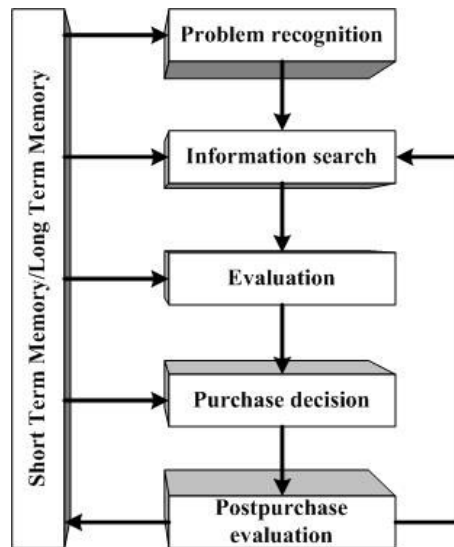 Short Term Memory/Long Term Memory
Problem recognition
Information search
Evaluation
Purchase decision
Postpurchase
evaluation